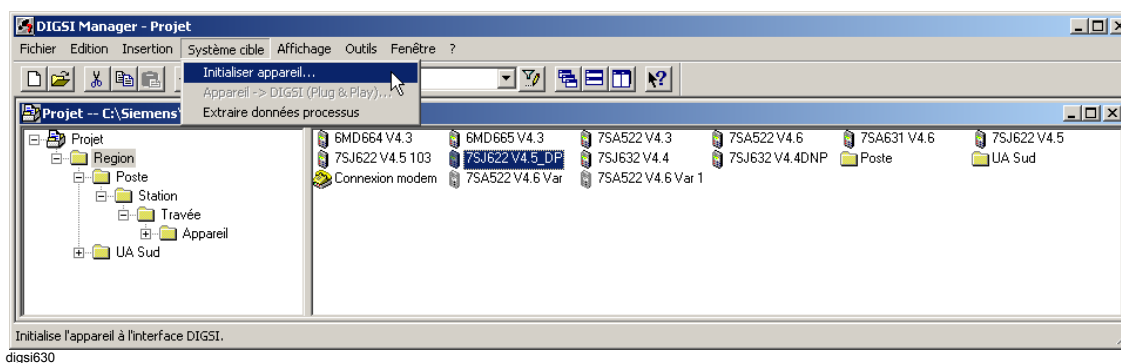 DIGSI Manager - Projet
Fichier Edition Insertion Système cible Affichage Outils Fenêtre ?
Initialiser appareil...
Appareil -> DIGSI (Plug & Play)...
Extraire données processus
Projet -- C:\Siemens
Projet
Region
Poste
Station
Travée
Appareil
UA Sud
6MD664 V4.3 6MD665 V4.3 7SA522 V4.3 7SA522 V4.6 7SA631 V4.6 7SJ622 V4.5
7SJ622 V4.5 103 7SJ622 V4.5_DP 7SJ632 V4.4 7SJ632 V4.4DNP Poste UA Sud
Connexion modem 7SA522 V4.6 Var 7SA522 V4.6 Var 1
Initialise l'appareil à l'interface DIGSI.
digsi630